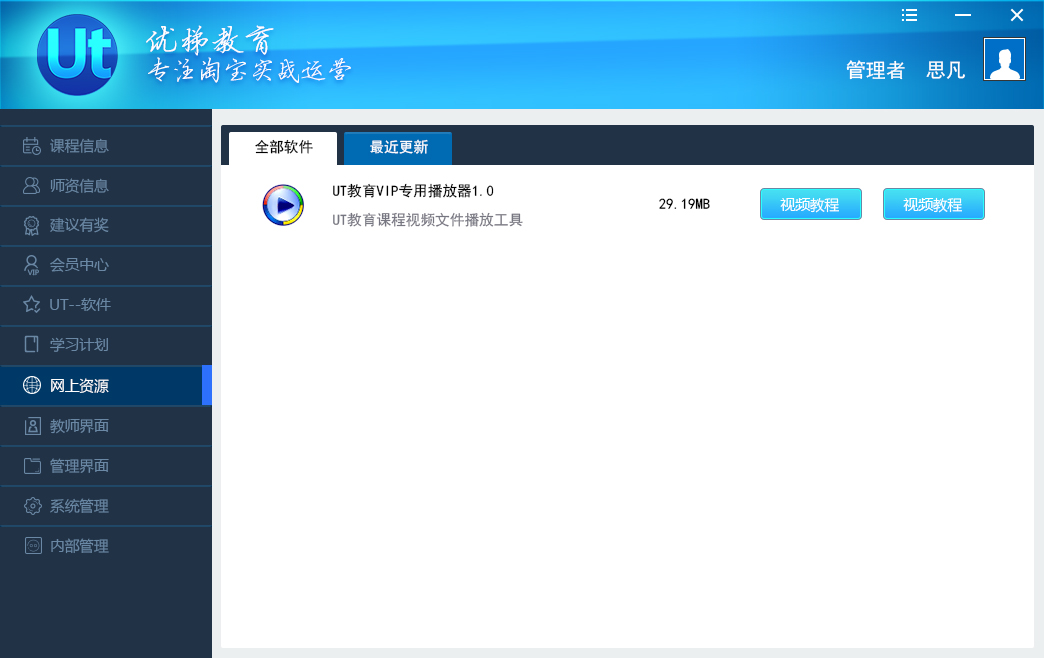 Ut
优梯教育
专注淘宝实战运营
管理者 思凡
课程信息
师资信息
建议有奖
VIP
会员中心
UT--软件
学习计划
网上资源
教师界面
管理界面
系统管理
内部管理
全部软件 最近更新
UT教育VIP专用播放器1.0
UT教育课程视频文件播放工具
29.19MB
视频教程 视频教程